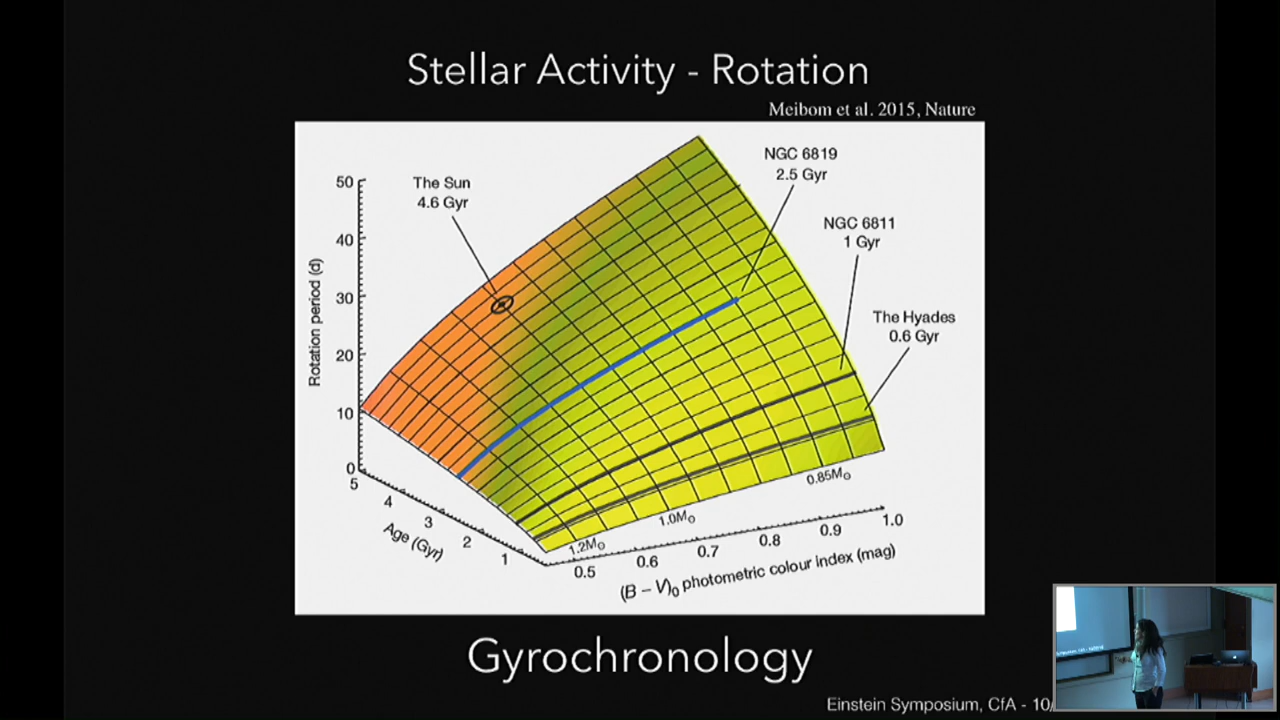 Stellar Activity - Rotation
Meibom et al. 2015, Nature
NGC 6819
2.5 Gyr
The Sun
4.6 Gyr
NGC 6811
1 Gyr
The Hyades
0.6 Gyr
Rotation period (d)
50
40
30
20
10
0
5
4
3
2
1
Age (Gyr)
1.2M⊙
1.0M⊙
0.85M⊙
0.5
0.6
0.7
0.8
0.9
1.0
(B – V)₀ photometric colour index (mag)
Gyrochronology
Einstein Symposium, CfA - 10/